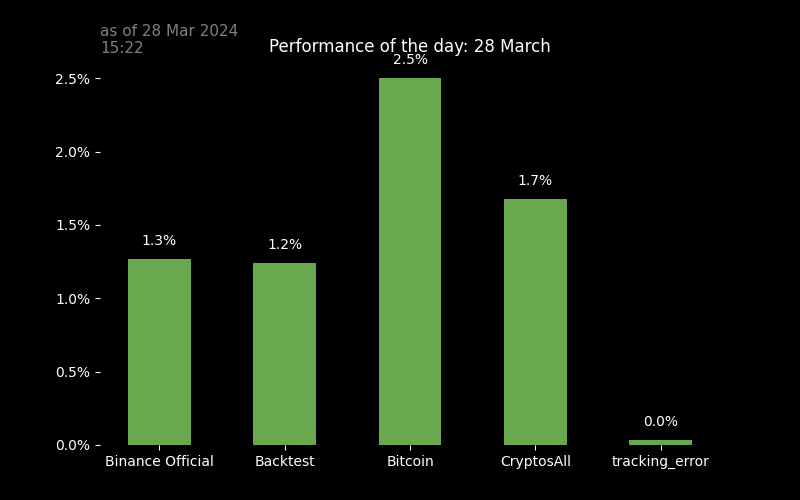 as of 28 Mar 2024
15:22
Performance of the day: 28 March
2.5%
2.5%
2.0%
1.7%
1.5%
1.3%
1.2%
1.0%
0.5%
0.0%
0.0%
Binance Official
Backtest
Bitcoin
CryptosAll
tracking_error